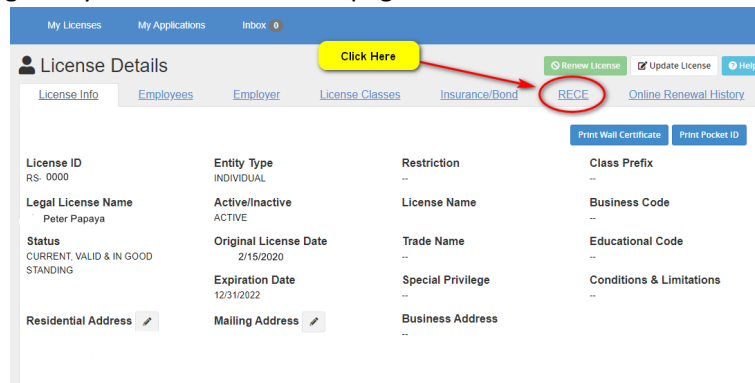 My Licenses My Applications Inbox 0
Click Here
License Details
Renew License Update License Help
License Info Employees Employer License Classes Insurance/Bond RECE Online Renewal History
Print Wall Certificate Print Pocket ID
License ID Entity Type Restriction Class Prefix
RS- 0000 INDIVIDUAL -- --
Legal License Name Active/Inactive License Name Business Code
Peter Papaya ACTIVE --
Status Original License Date Trade Name Educational Code
CURRENT, VALID & IN GOOD 2/15/2020 -- --
STANDING
Expiration Date Special Privilege Conditions & Limitations
12/31/2022 -- --
Residential Address Mailing Address Business Address
--